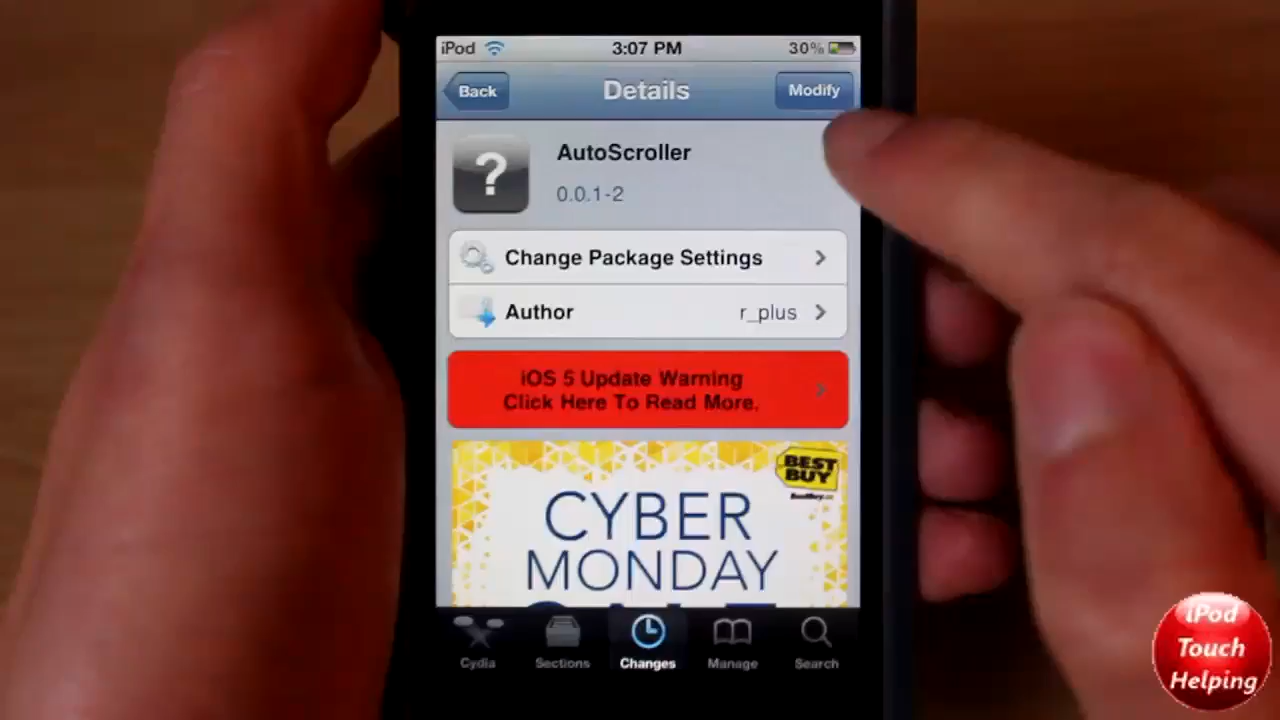 iPod
3:07 PM
30%
Back
Details
Modify
?
AutoScroller
0.0.1-2
Change Package Settings
Author
r_plus
iOS 5 Update Warning
Click Here To Read More.
BEST
BUY
CYBER
MONDAY
Cydia
Sections
Changes
Manage
Search
iPod
Touch
Helping